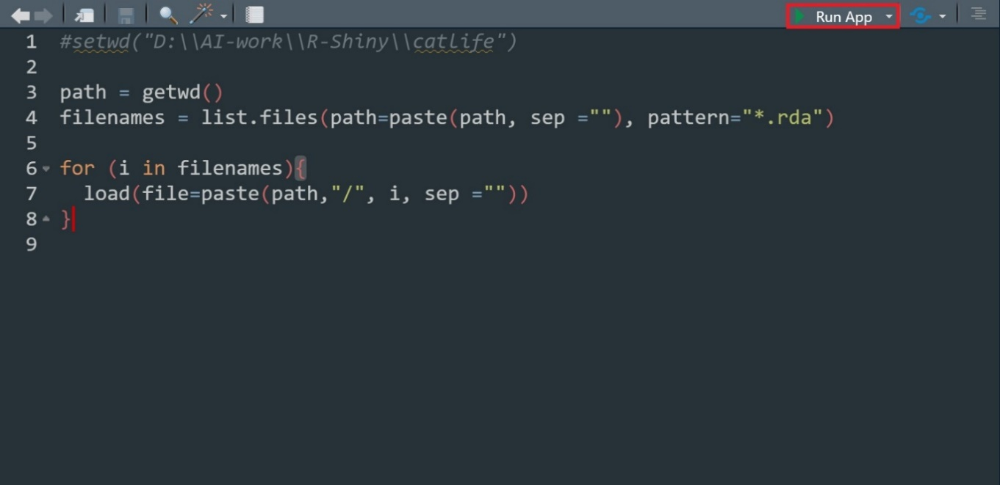 Run App
1 #setwd("D:\\AI-work\\R-Shiny\\catlife")
2
3 path = getwd()
4 filenames = list.files(path=paste(path, sep =""), pattern="*.rda")
5
6 for (i in filenames){
7   load(file=paste(path,"/", i, sep =""))
8 }
9